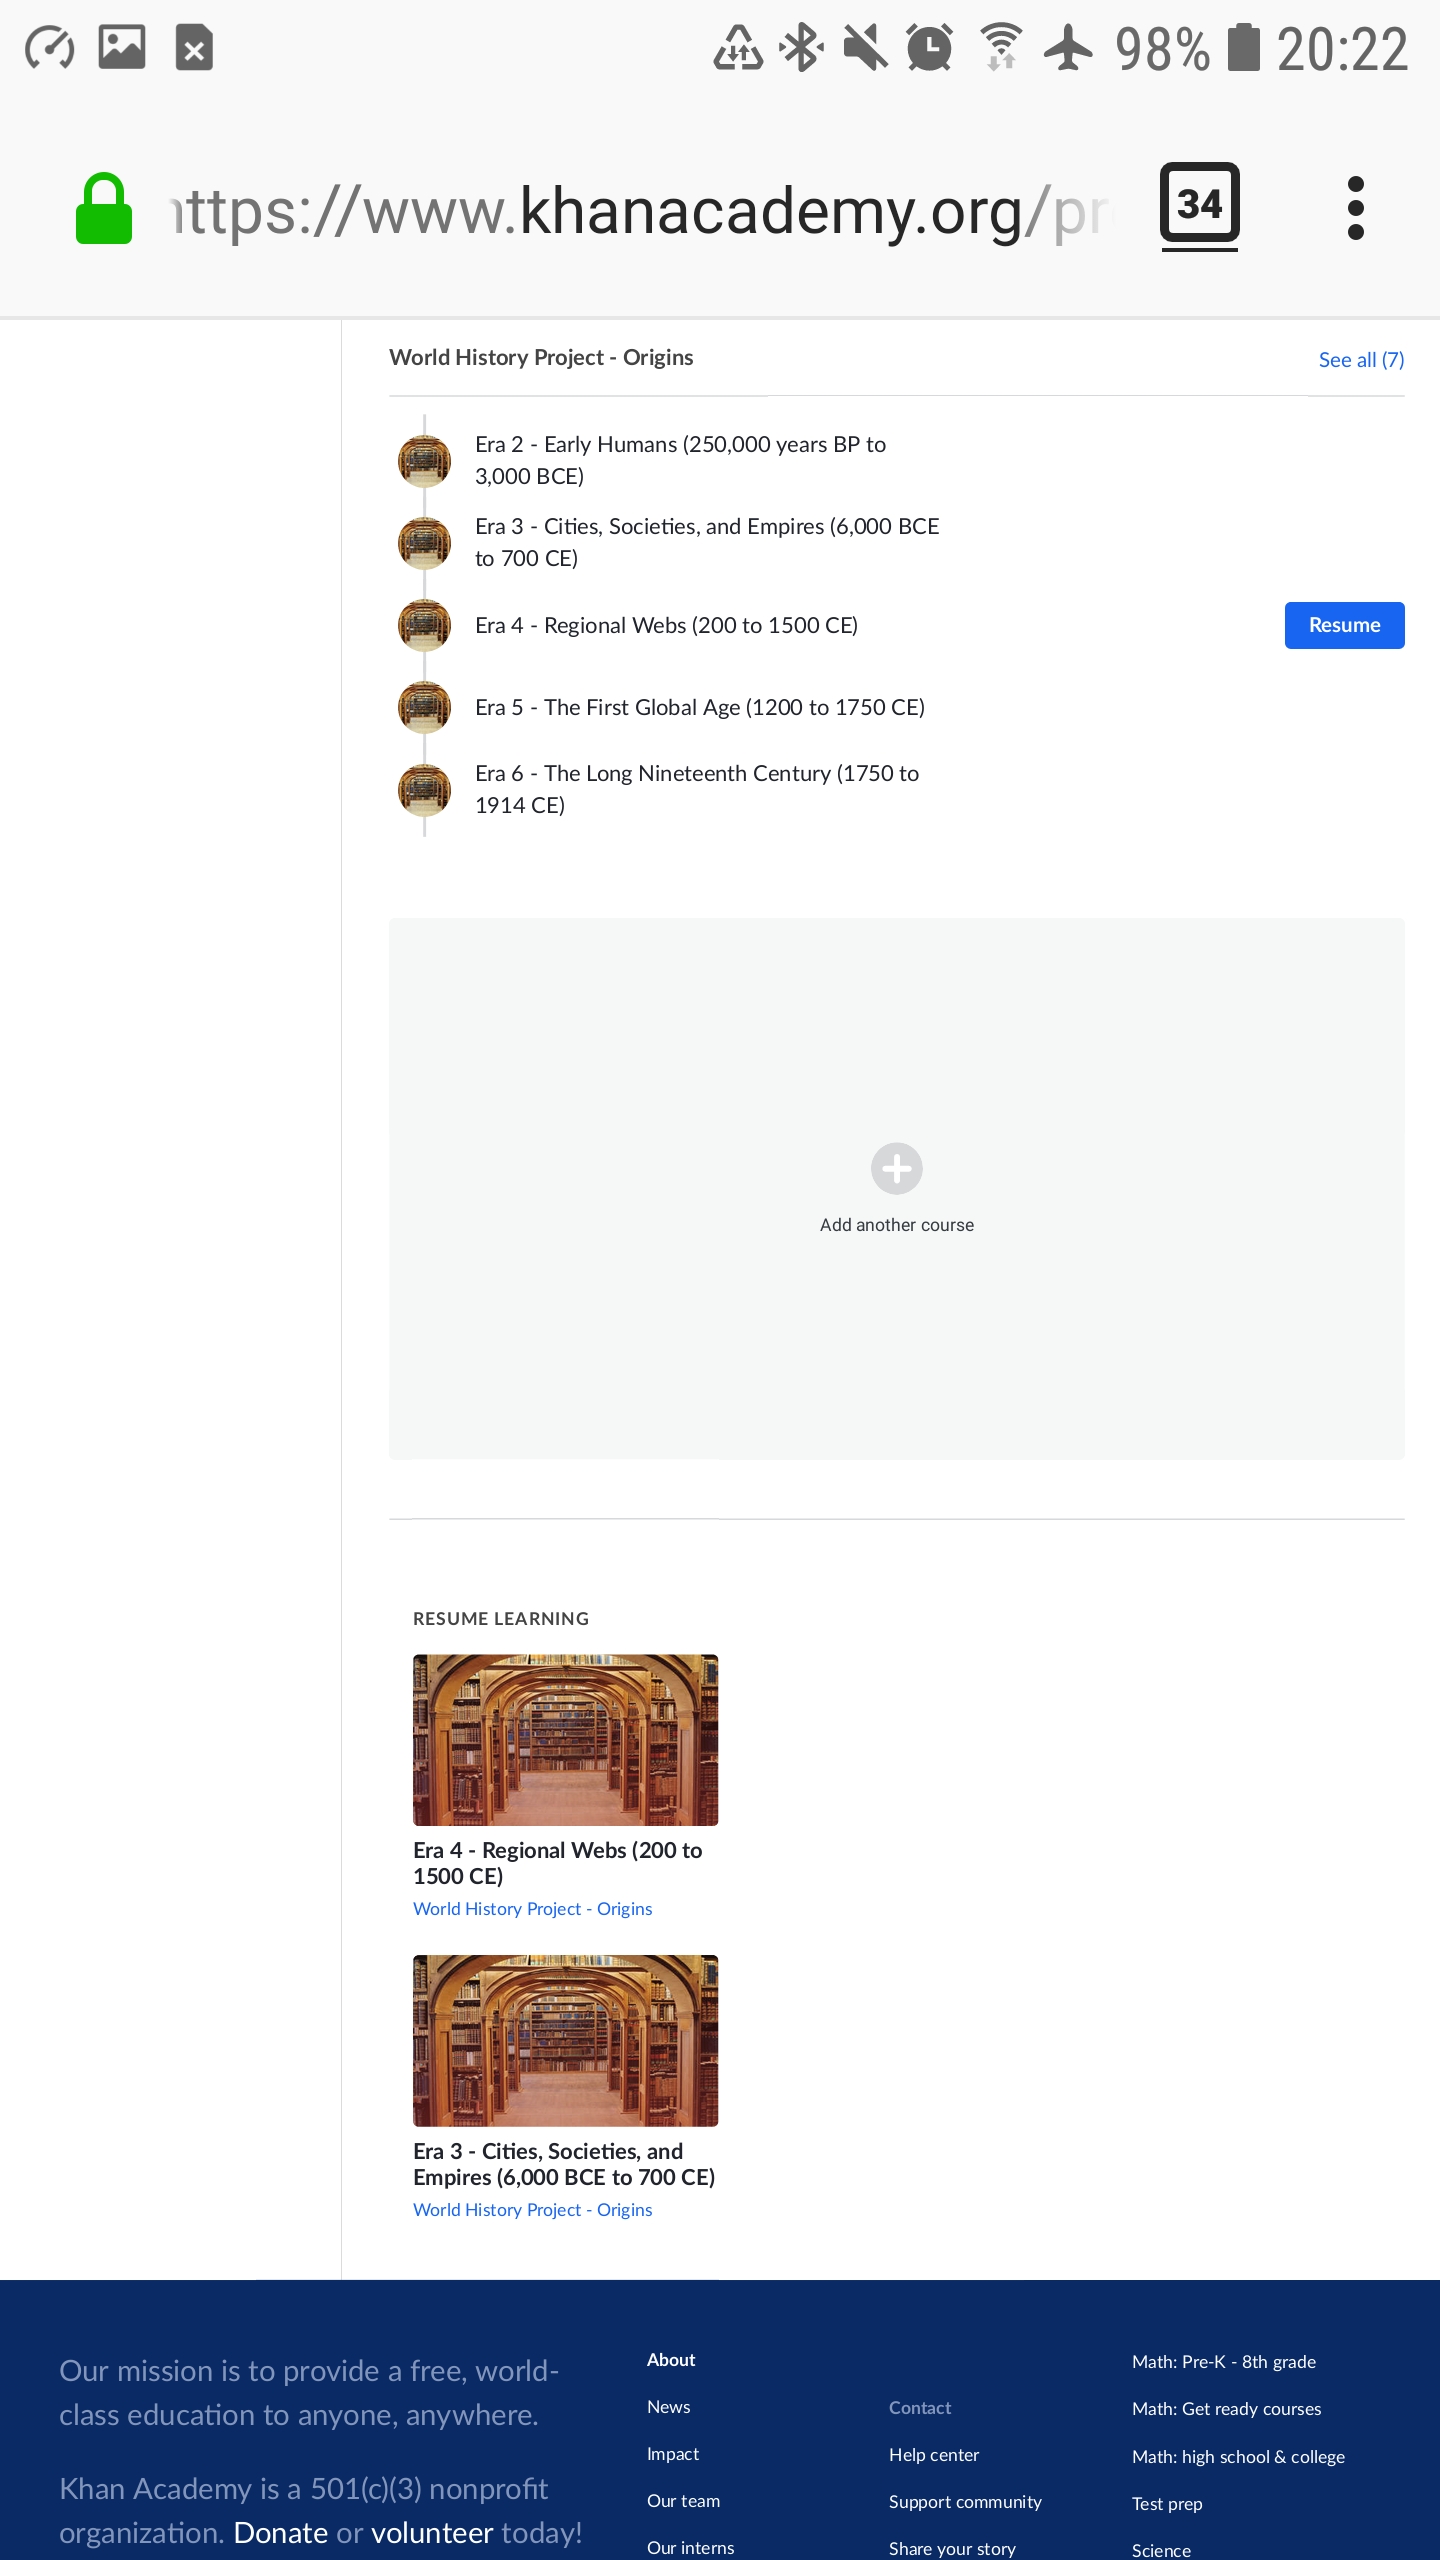 98% 20:22
https://www.khanacademy.org/pr
34
World History Project - Origins
See all (7)
Era 2 - Early Humans (250,000 years BP to
3,000 BCE)
Era 3 - Cities, Societies, and Empires (6,000 BCE
to 700 CE)
Era 4 - Regional Webs (200 to 1500 CE)
Resume
Era 5 - The First Global Age (1200 to 1750 CE)
Era 6 - The Long Nineteenth Century (1750 to
1914 CE)
Add another course
RESUME LEARNING
Era 4 - Regional Webs (200 to
1500 CE)
World History Project - Origins
Era 3 - Cities, Societies, and
Empires (6,000 BCE to 700 CE)
World History Project - Origins
Our mission is to provide a free, world-
class education to anyone, anywhere.
Khan Academy is a 501(c)(3) nonprofit
organization. Donate or volunteer today!
About
News
Impact
Our team
Our interns
Contact
Help center
Support community
Share your story
Math: Pre-K - 8th grade
Math: Get ready courses
Math: high school & college
Test prep
Science